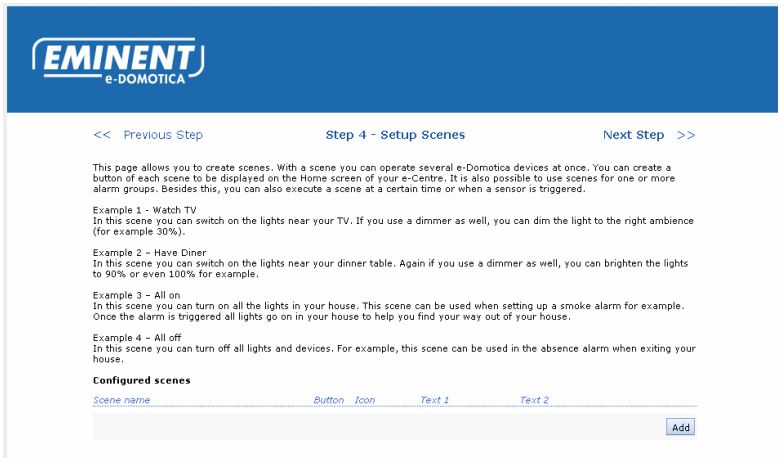 EMINENT
e-DOMOTICA
<< Previous Step Step 4 - Setup Scenes Next Step >>
This page allows you to create scenes. With a scene you can operate several e-Domotica devices at once. You can create a
button of each scene to be displayed on the Home screen of your e-Centre. It is also possible to use scenes for one or more
alarm groups. Besides this, you can also execute a scene at a certain time or when a sensor is triggered.
Example 1 - Watch TV
In this scene you can switch on the lights near your TV. If you use a dimmer as well, you can dim the light to the right ambience
(for example 30%).
Example 2 – Have Diner
In this scene you can switch on the lights near your dinner table. Again if you use a dimmer as well, you can brighten the lights
to 90% or even 100% for example.
Example 3 – All on
In this scene you can turn on all the lights in your house. This scene can be used when setting up a smoke alarm for example.
Once the alarm is triggered all lights go on in your house to help you find your way out of your house.
Example 4 – All off
In this scene you can turn off all lights and devices. For example, this scene can be used in the absence alarm when exiting your
house.
Configured scenes
Scene name Button Icon Text 1 Text 2
Add